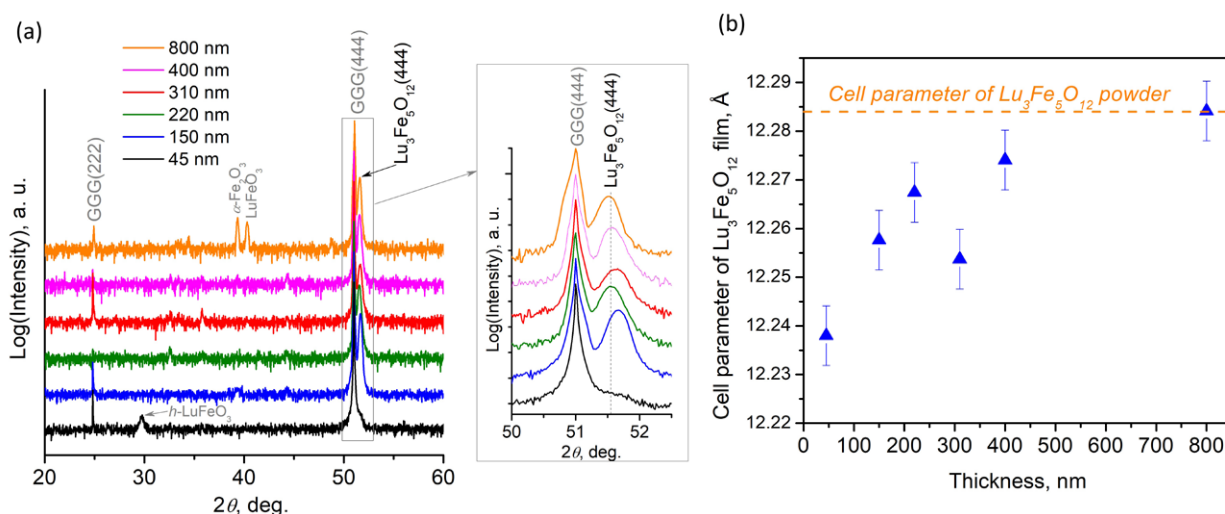 (a)
800 nm
400 nm
310 nm
220 nm
150 nm
45 nm
GGG(222)
α-Fe₂O₃
LuFeO₃
GGG(444)
Lu₃Fe₅O₁₂(444)
h-LuFeO₃
Log(Intensity), a. u.
20 30 40 50 60
2θ, deg.
GGG(444)
Lu₃Fe₅O₁₂(444)
Log(Intensity), a. u.
50 51 52
2θ, deg.
(b)
Cell parameter of Lu₃Fe₅O₁₂ film, Å
12.29
12.28
12.27
12.26
12.25
12.24
12.23
12.22
Cell parameter of Lu₃Fe₅O₁₂ powder
0 100 200 300 400 500 600 700 800
Thickness, nm